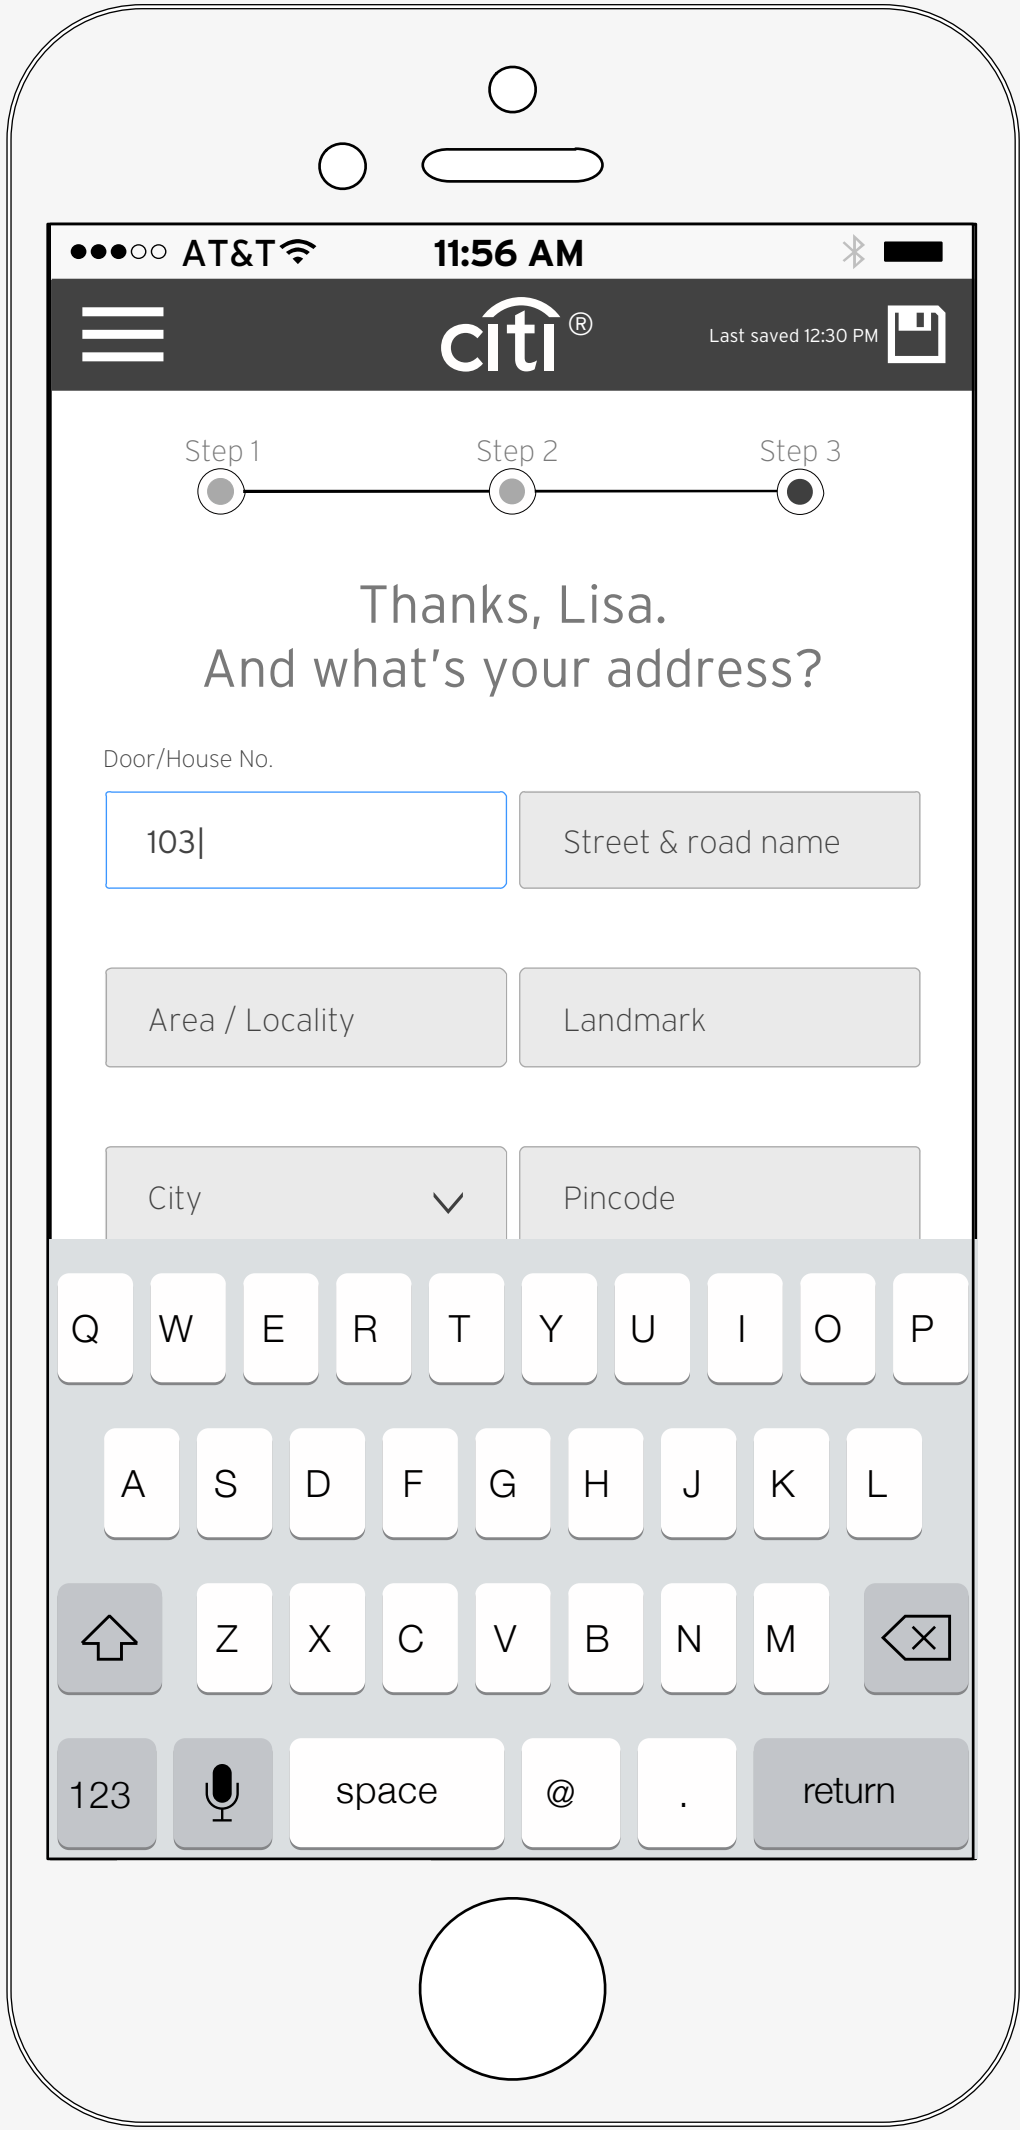 AT&T 11:56 AM
citi® Last saved 12:30 PM
Step 1 Step 2 Step 3
Thanks, Lisa.
And what's your address?
Door/House No.
103 Street & road name
Area / Locality Landmark
City Pincode
Q W E R T Y U I O P
A S D F G H J K L
Z X C V B N M
123 space @ . return